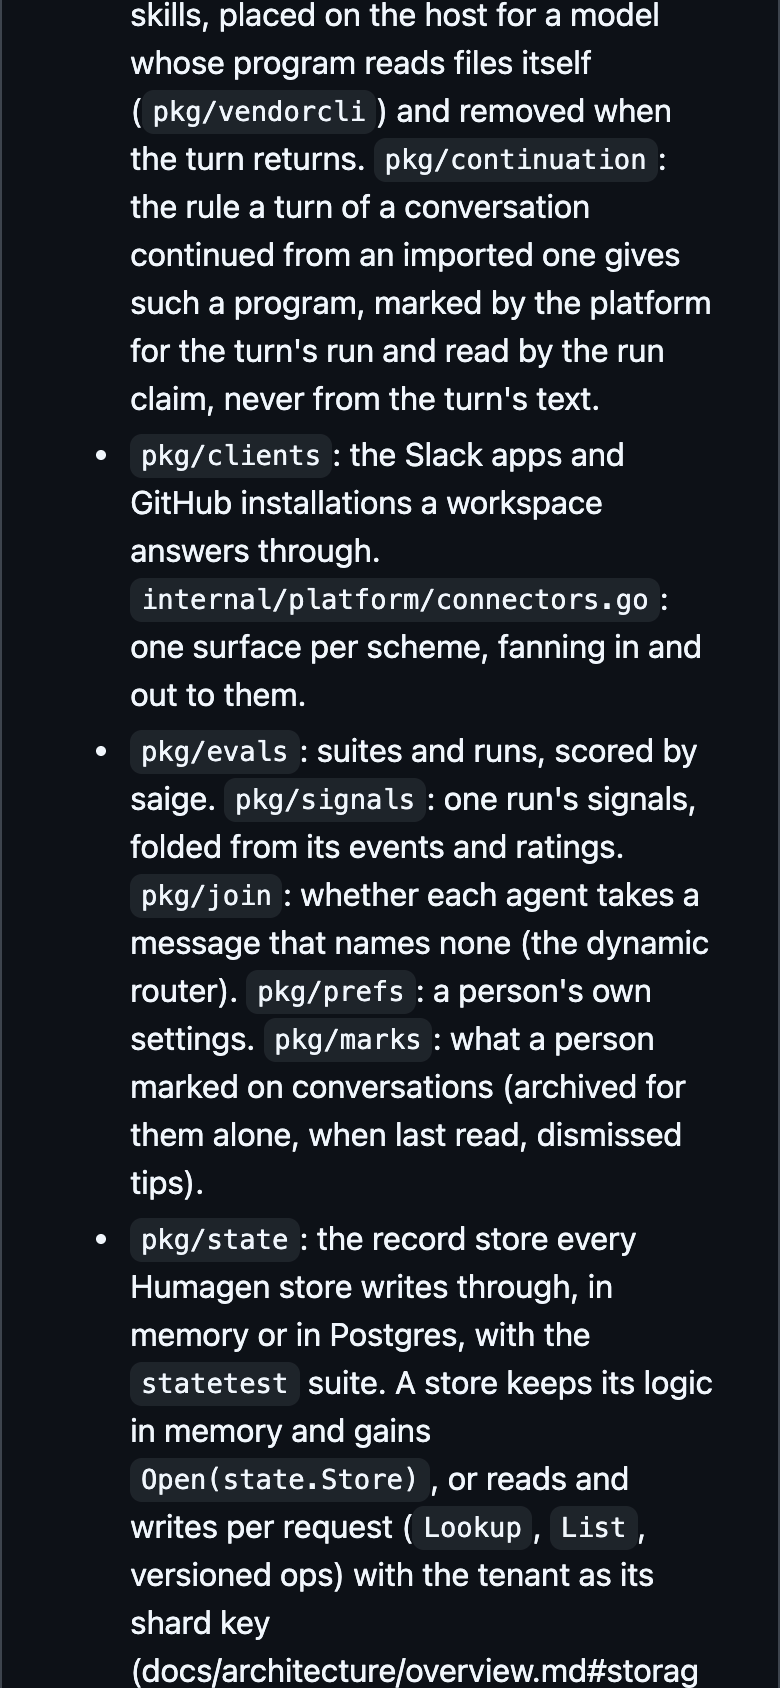 skills, placed on the host for a model
whose program reads files itself
(pkg/vendorcli) and removed when
the turn returns. pkg/continuation:
the rule a turn of a conversation
continued from an imported one gives
such a program, marked by the platform
for the turn's run and read by the run
claim, never from the turn's text.
• pkg/clients: the Slack apps and
GitHub installations a workspace
answers through.
internal/platform/connectors.go:
one surface per scheme, fanning in and
out to them.
• pkg/evals: suites and runs, scored by
saige. pkg/signals: one run's signals,
folded from its events and ratings.
pkg/join: whether each agent takes a
message that names none (the dynamic
router). pkg/prefs: a person's own
settings. pkg/marks: what a person
marked on conversations (archived for
them alone, when last read, dismissed
tips).
• pkg/state: the record store every
Humagen store writes through, in
memory or in Postgres, with the
statetest suite. A store keeps its logic
in memory and gains
Open(state.Store), or reads and
writes per request (Lookup, List,
versioned ops) with the tenant as its
shard key
(docs/architecture/overview.md#storag